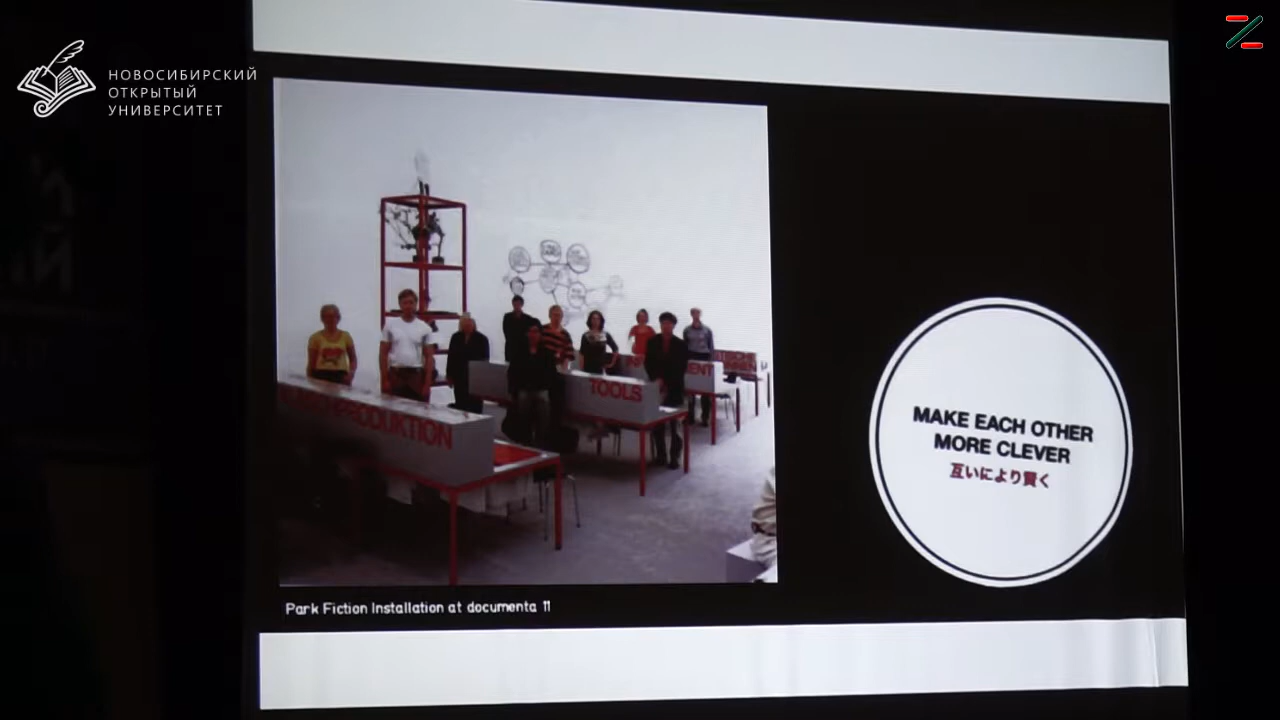 НОВОСИБИРСКИЙ
ОТКРЫТЫЙ
УНИВЕРСИТЕТ
TOOLS
MAKE EACH OTHER
MORE CLEVER
互いにより賢く
Park Fiction Installation at documenta 11